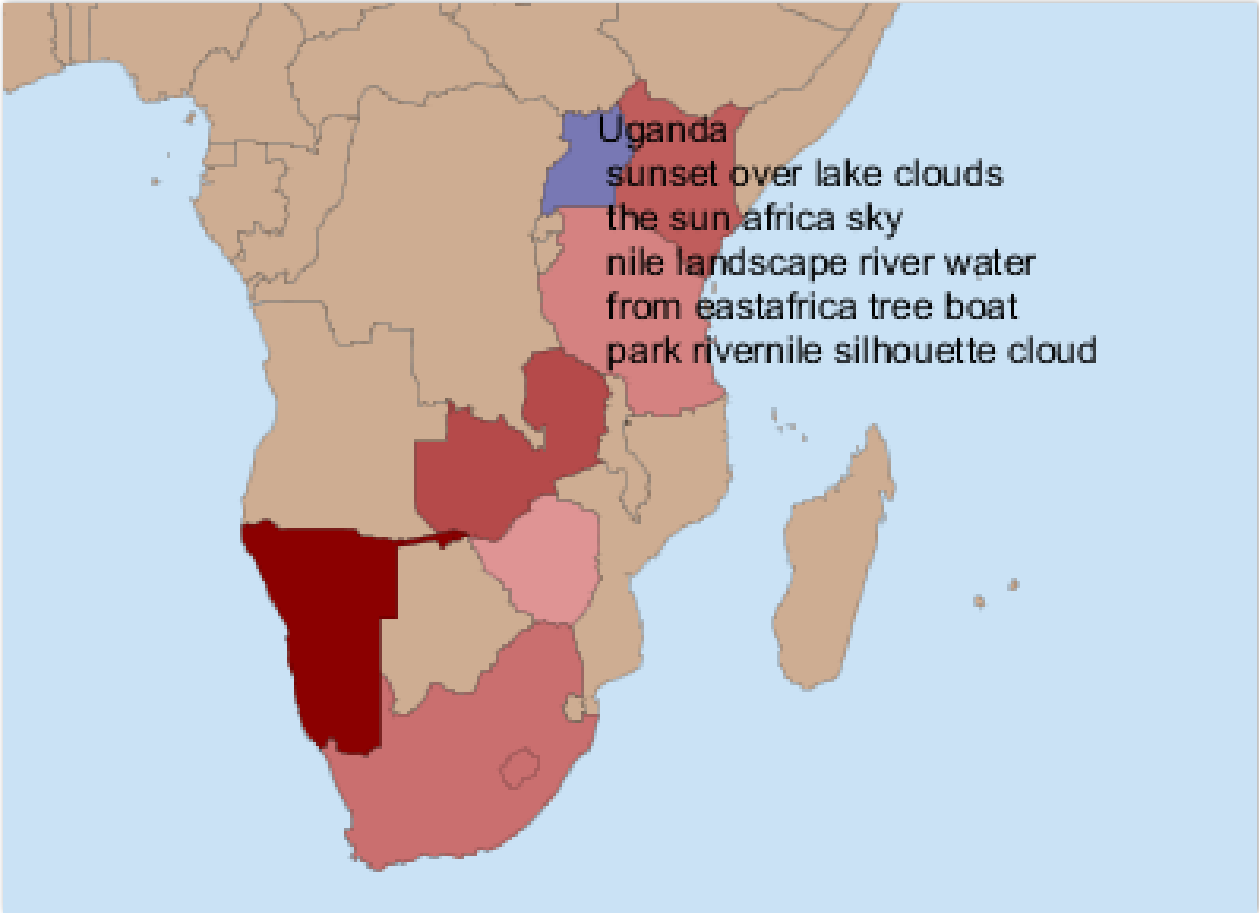 Uganda
sunset over lake clouds
the sun africa sky
nile landscape river water
from eastafrica tree boat
park rivernile silhouette cloud